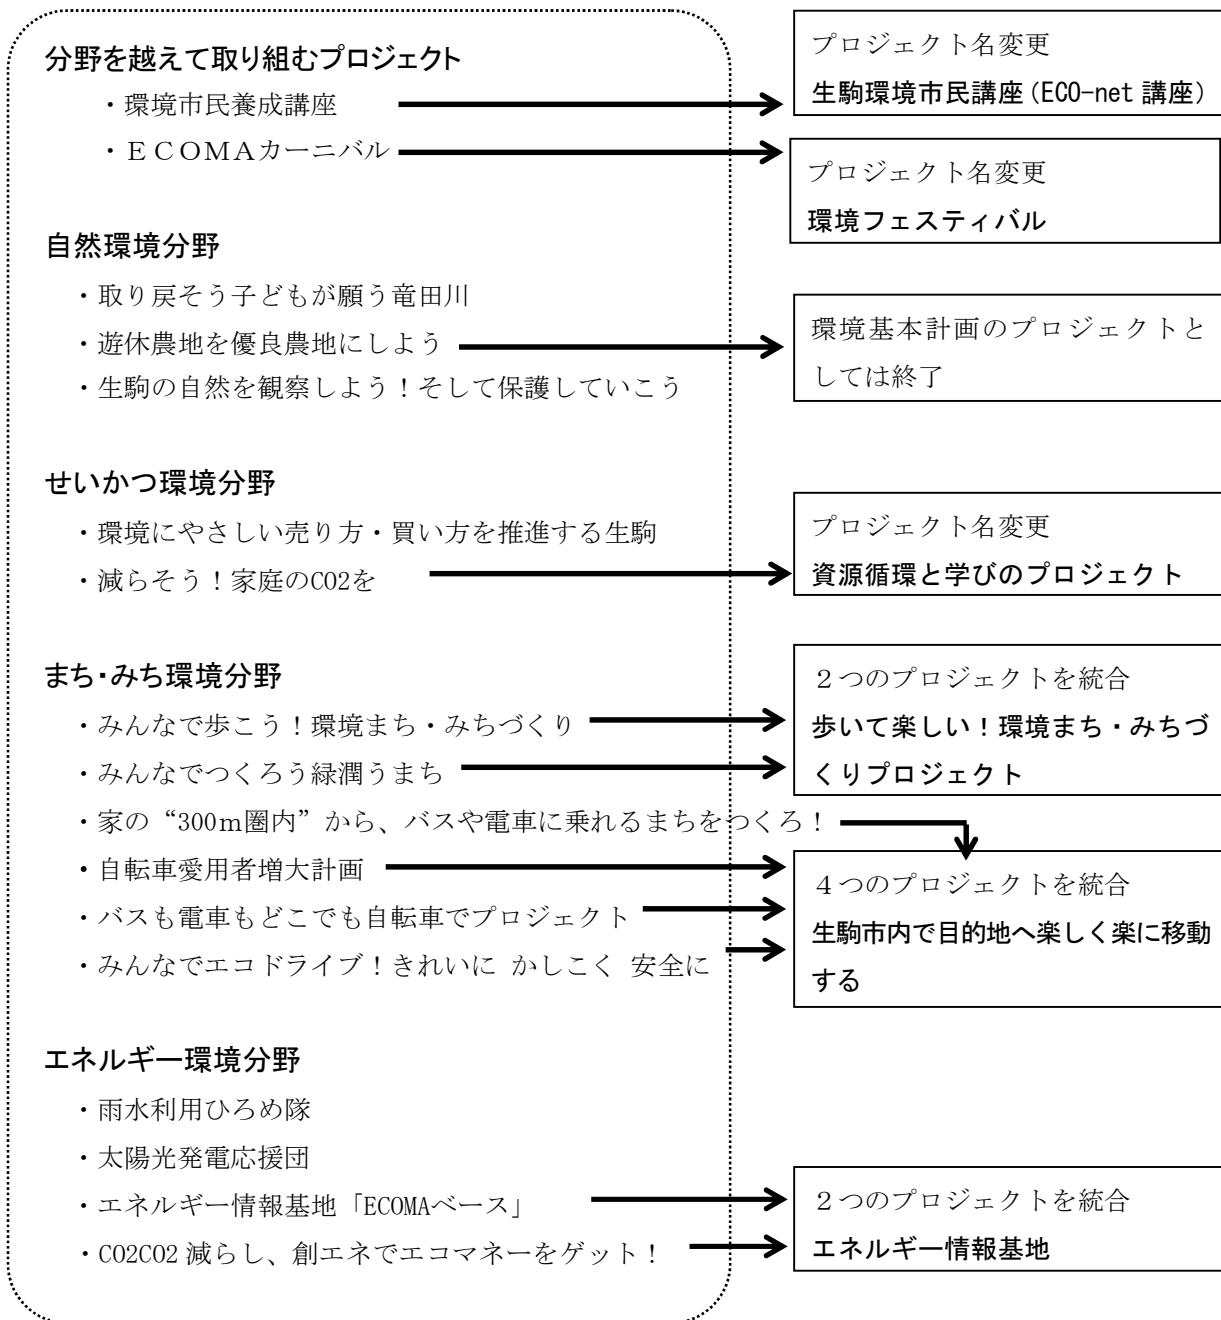 分野を越えて取り組むプロジェクト
・環境市民養成講座
・ECOMAカーニバル
プロジェクト名変更
生駒環境市民講座(ECO-net 講座)
プロジェクト名変更
環境フェスティバル
自然環境分野
・取り戻そう子どもが願う竜田川
・遊休農地を優良農地にしよう
・生駒の自然を観察しよう!そして保護していこう
環境基本計画のプロジェクトと
しては終了
せいかつ環境分野
・環境にやさしい売り方・買い方を推進する生駒
・減らそう!家庭のCO2を
プロジェクト名変更
資源循環と学びのプロジェクト
まち・みち環境分野
・みんなで歩こう!環境まち・みちづくり
・みんなでつくろう緑潤うまち
・家の“300m圏内”から、バスや電車に乗れるまちをつくろ!
・自転車愛用者増大計画
・バスも電車もどこでも自転車でプロジェクト
・みんなでエコドライブ!きれいに かしこく 安全に
2つのプロジェクトを統合
歩いて楽しい!環境まち・みちづ
くりプロジェクト
4つのプロジェクトを統合
生駒市内で目的地へ楽しく楽に移動
する
エネルギー環境分野
・雨水利用ひろめ隊
・太陽光発電応援団
・エネルギー情報基地「ECOMAベース」
・CO2CO2 減らし、創エネでエコマネーをゲット!
2つのプロジェクトを統合
エネルギー情報基地